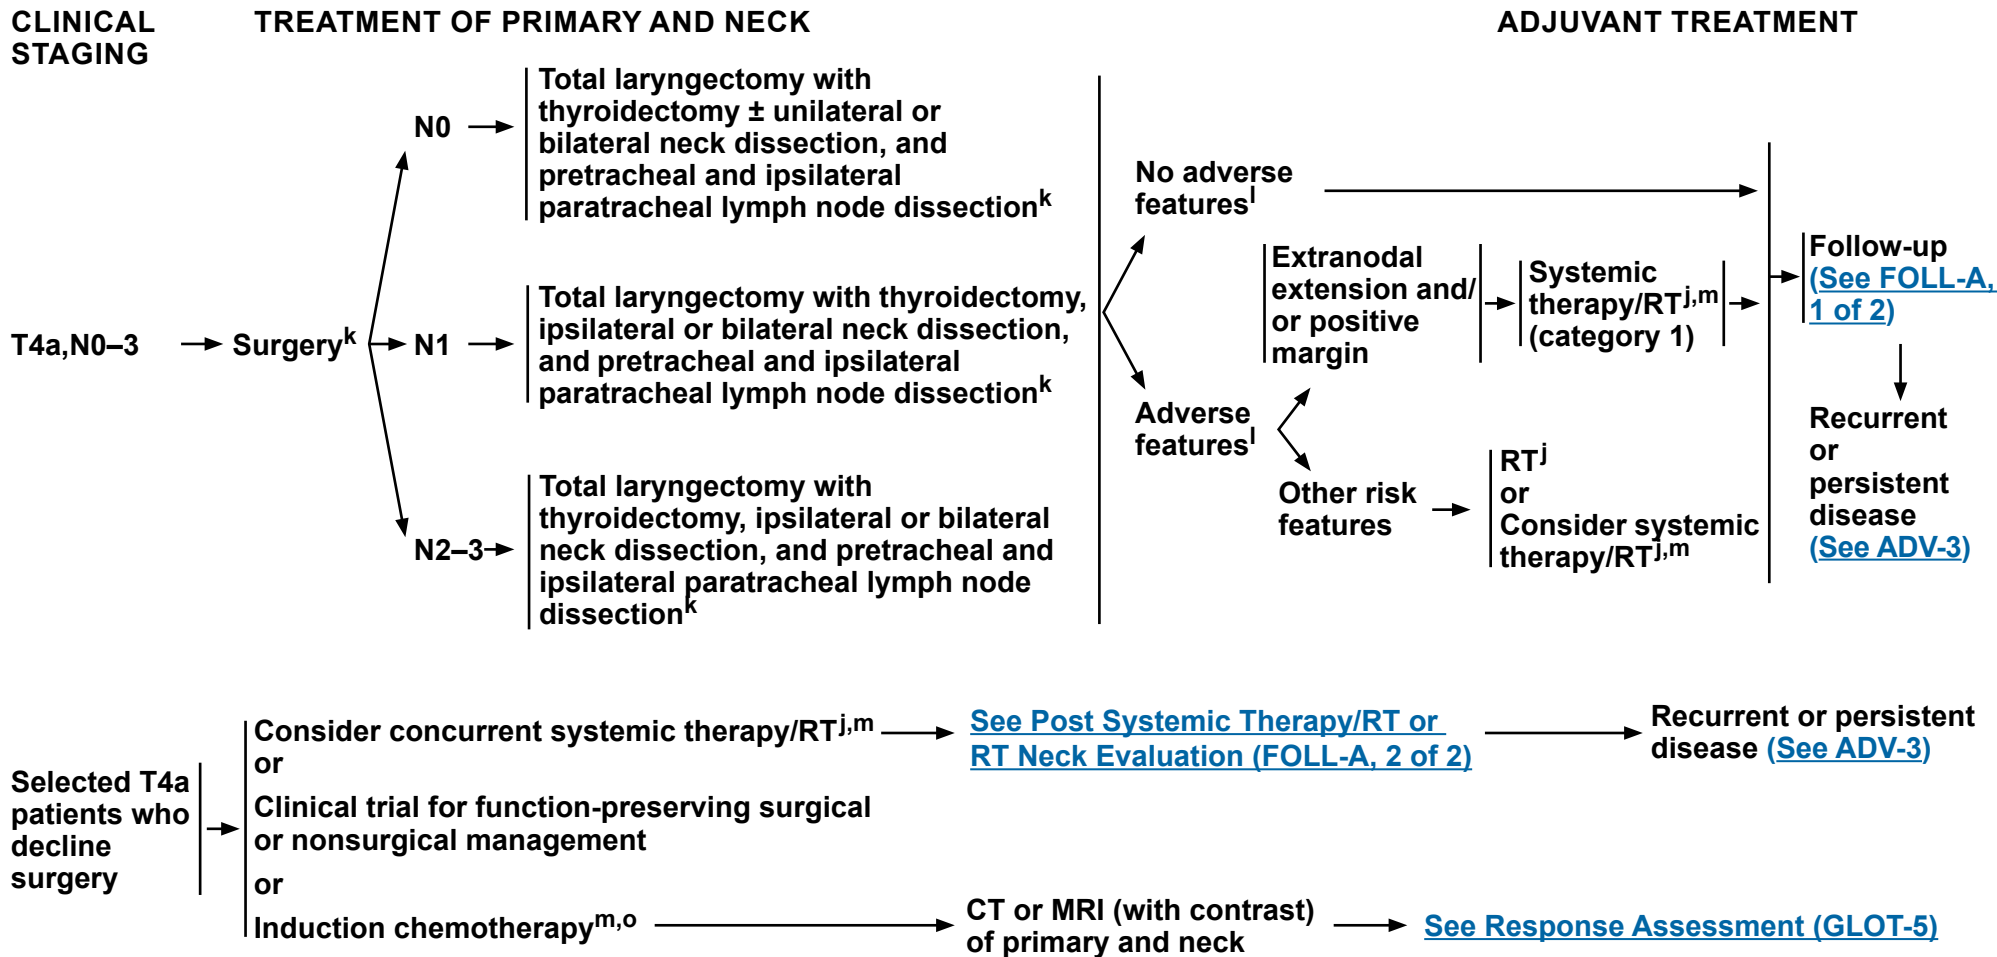 CLINICAL
STAGING
TREATMENT OF PRIMARY AND NECK
ADJUVANT TREATMENT
T4a,N0–3
Surgeryk
N0
Total laryngectomy with
thyroidectomy ± unilateral or
bilateral neck dissection, and
pretracheal and ipsilateral
paratracheal lymph node dissectionk
N1
Total laryngectomy with thyroidectomy,
ipsilateral or bilateral neck dissection,
and pretracheal and ipsilateral
paratracheal lymph node dissectionk
N2–3
Total laryngectomy with
thyroidectomy, ipsilateral or bilateral
neck dissection, and pretracheal and
ipsilateral paratracheal lymph node
dissectionk
No adverse
featuresl
Adverse
featuresl
Extranodal
extension and/
or positive
margin
Systemic
therapy/RTj,m
(category 1)
Other risk
features
RTj
or
Consider systemic
therapy/RTj,m
Follow-up
(See FOLL-A,
1 of 2)
Recurrent
or
persistent
disease
(See ADV-3)
Selected T4a
patients who
decline
surgery
Consider concurrent systemic therapy/RTj,m
or
Clinical trial for function-preserving surgical
or nonsurgical management
or
Induction chemotherapym,o
See Post Systemic Therapy/RT or
RT Neck Evaluation (FOLL-A, 2 of 2)
Recurrent or persistent
disease (See ADV-3)
CT or MRI (with contrast)
of primary and neck
See Response Assessment (GLOT-5)